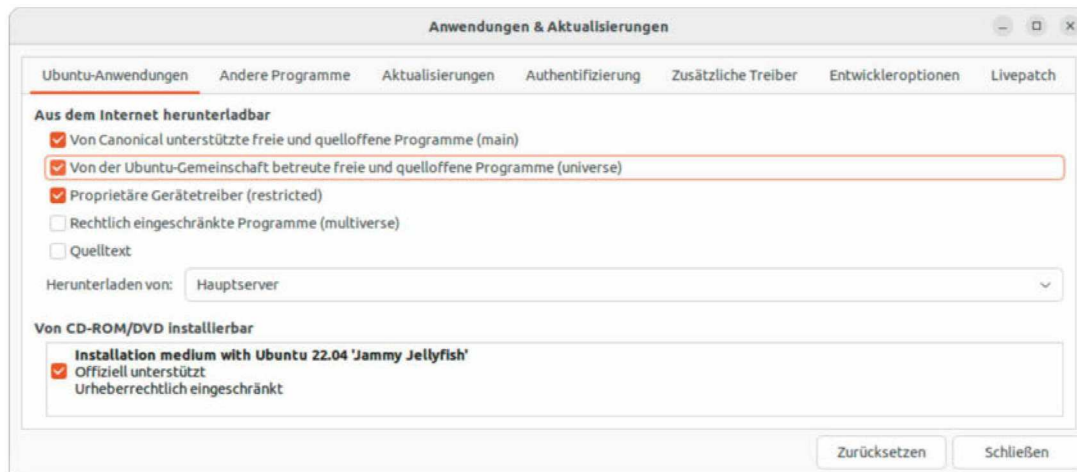 Anwendungen & Aktualisierungen
Ubuntu-Anwendungen Andere Programme Aktualisierungen Authentifizierung Zusätzliche Treiber Entwickleroptionen Livepatch
Aus dem Internet herunterladbar
Von Canonical unterstützte freie und quelloffene Programme (main)
Von der Ubuntu-Gemeinschaft betreute freie und quelloffene Programme (universe)
Proprietäre Gerätetreiber (restricted)
Rechtlich eingeschränkte Programme (multiverse)
Quelltext
Herunterladen von: Hauptserver
Von CD-ROM/DVD installierbar
Installation medium with Ubuntu 22.04 'Jammy Jellyfish'
Offiziell unterstützt
Urheberrechtlich eingeschränkt
Zurücksetzen Schließen